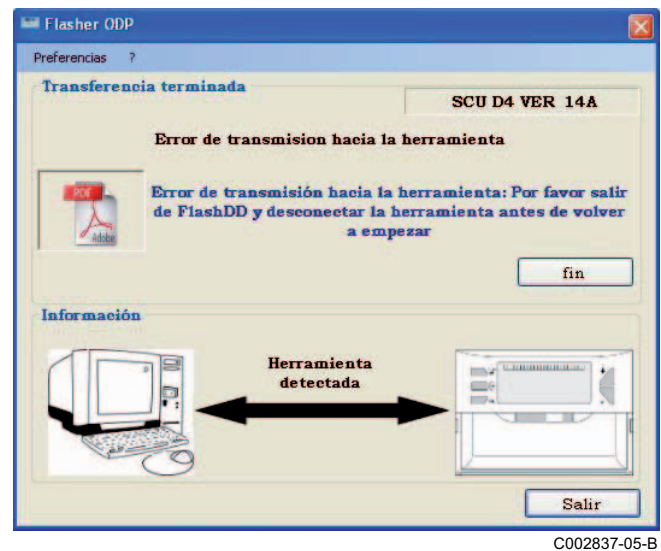 Flasher ODP
Preferencias ?
Transferencia terminada
SCU D4 VER 14A
Error de transmision hacia la herramienta
PDF
Adobe
Error de transmisión hacia la herramienta: Por favor salir
de FlashDD y desconectar la herramienta antes de volver
a empezar
fin
Información
Herramienta
detectada
Salir
C002837-05-B